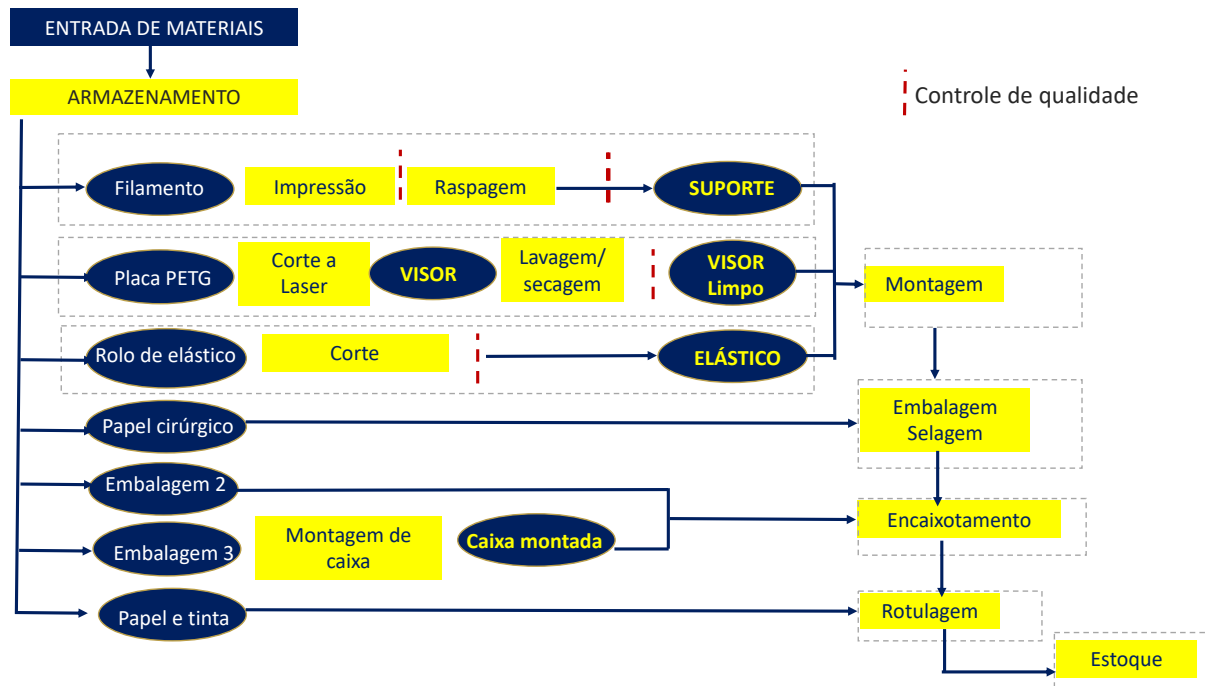 ENTRADA DE MATERIAIS
ARMAZENAMENTO
Controle de qualidade
Filamento
Impressão
Raspagem
SUPORTE
Placa PETG
Corte a
Laser
VISOR
Lavagem/
secagem
VISOR
Limpo
Montagem
Rolo de elástico
Corte
ELÁSTICO
Papel cirúrgico
Embalagem
Selagem
Embalagem 2
Embalagem 3
Montagem de
caixa
Caixa montada
Encaixotamento
Papel e tinta
Rotulagem
Estoque